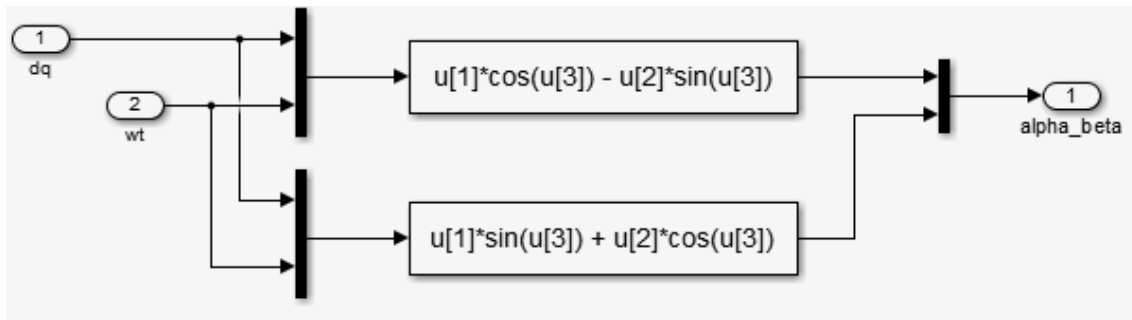 1
dq
2
wt
u[1]*cos(u[3]) - u[2]*sin(u[3])
u[1]*sin(u[3]) + u[2]*cos(u[3])
1
alpha_beta